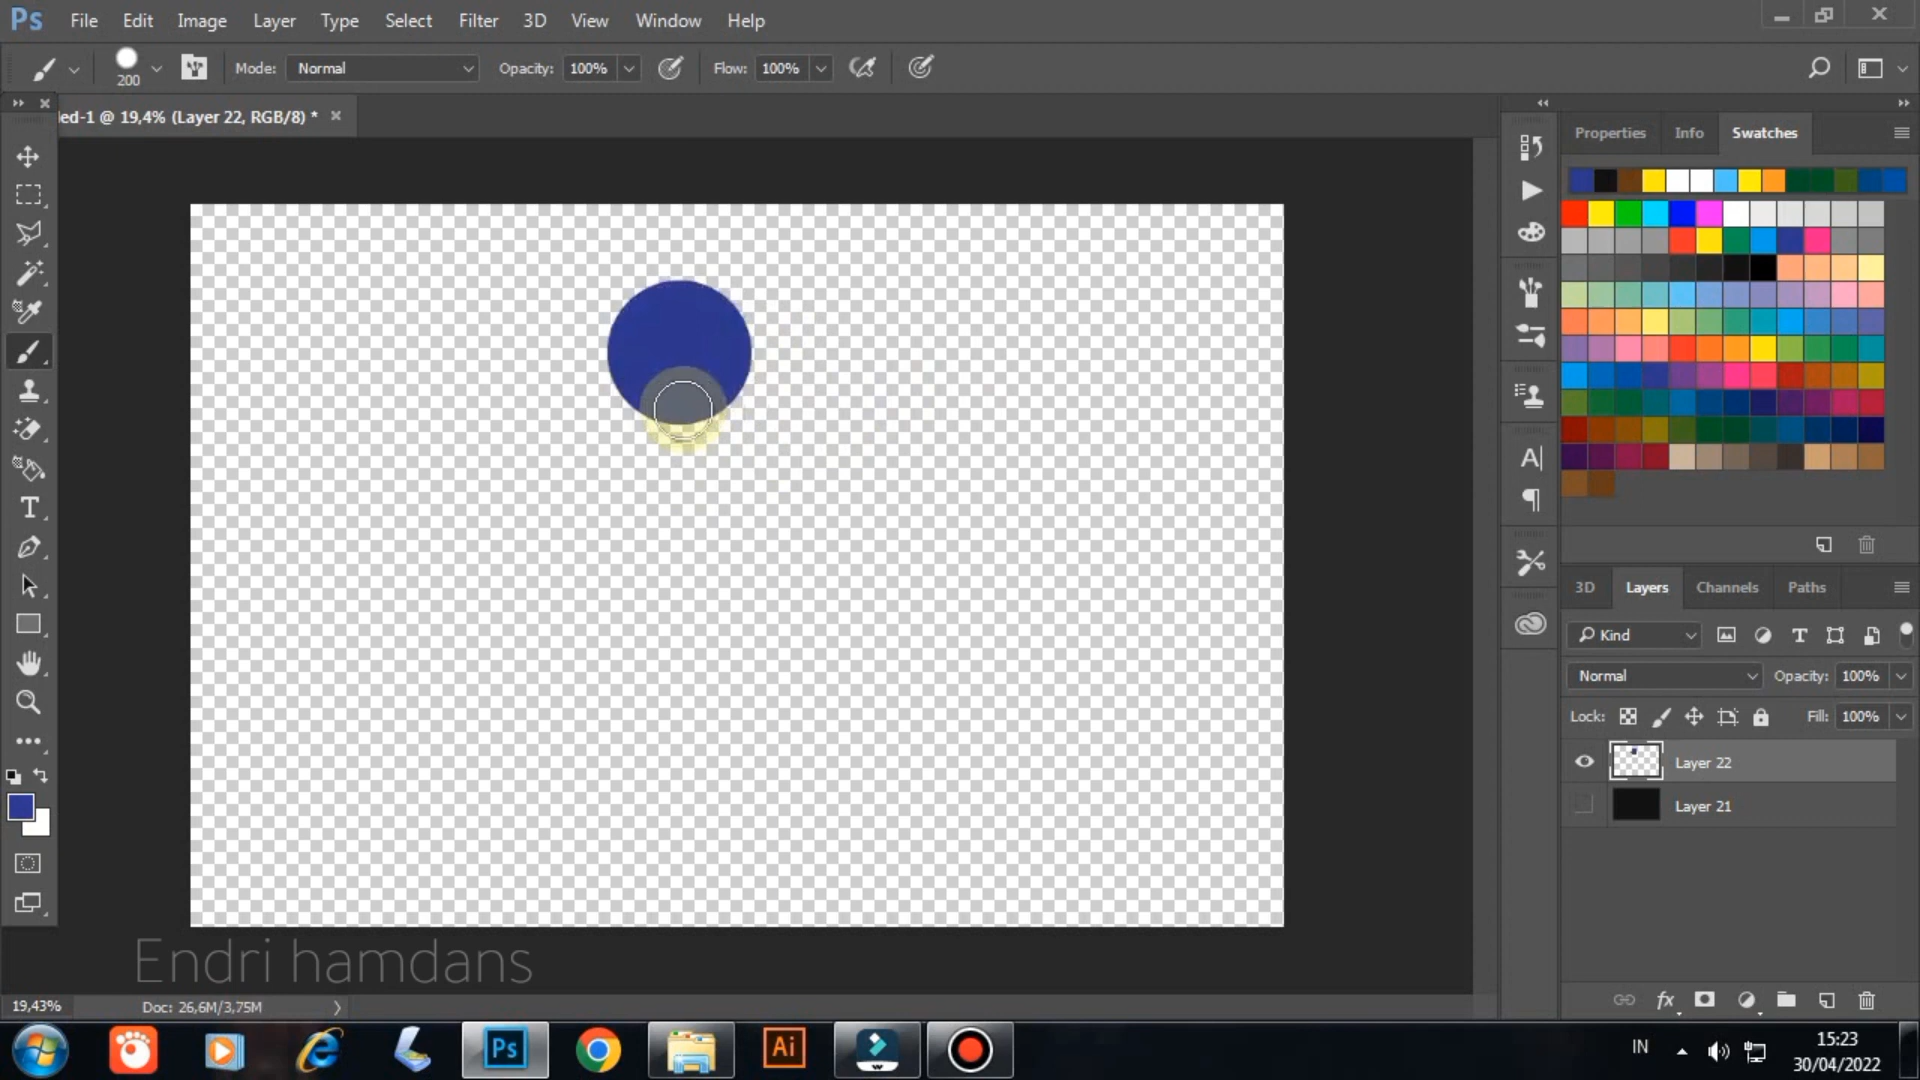 Ps File Edit Image Layer Type Select Filter 3D View Window Help
200 Mode: Normal Opacity: 100% Flow: 100%
led-1 @ 19,4% (Layer 22, RGB/8) *
Properties Info Swatches
3D Layers Channels Paths
Kind
Normal Opacity: 100%
Lock: Fill: 100%
Layer 22
Layer 21
Endri hamdans
19,43% Doc: 26,6M/3,75M
Ps Ai IN 15:23
30/04/2022